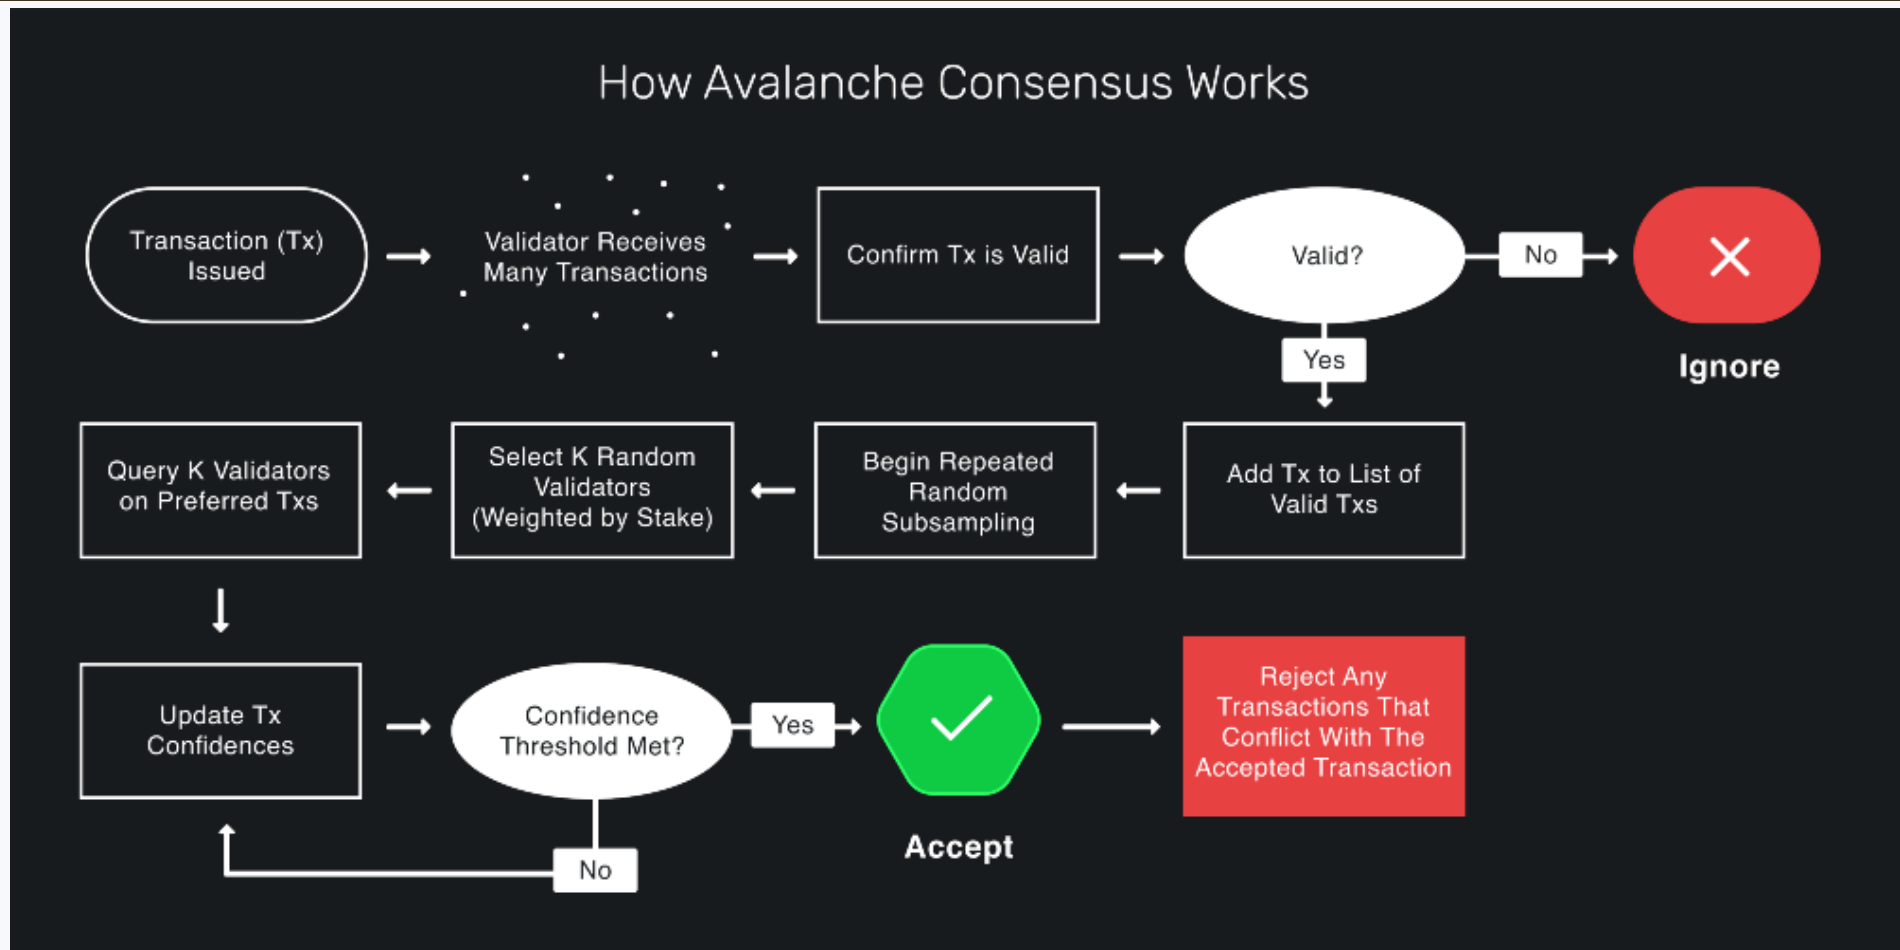 How Avalanche Consensus Works
Transaction (Tx)
Issued
Validator Receives
Many Transactions
Confirm Tx is Valid
Valid?
No
Ignore
Yes
Query K Validators
on Preferred Txs
Select K Random
Validators
(Weighted by Stake)
Begin Repeated
Random
Subsampling
Add Tx to List of
Valid Txs
Update Tx
Confidences
Confidence
Threshold Met?
Yes
Accept
Reject Any
Transactions That
Conflict With The
Accepted Transaction
No